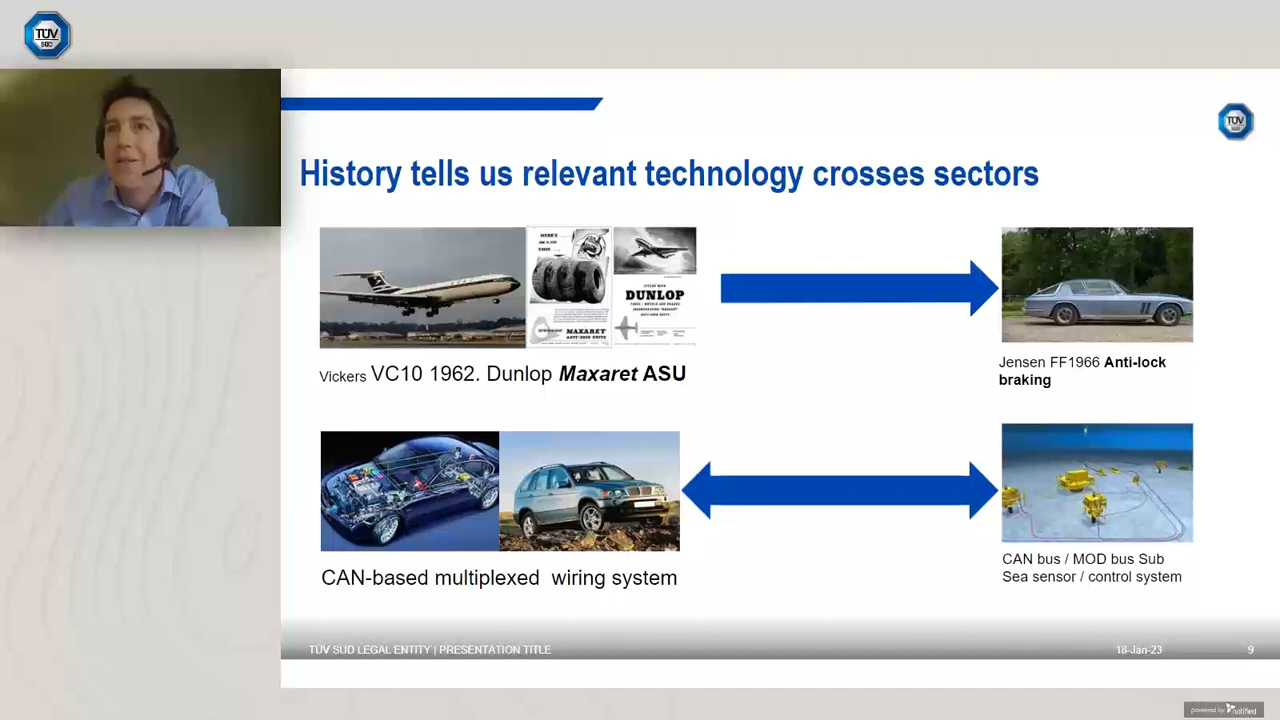 TÜV
SÜD
TÜV
SÜD
History tells us relevant technology crosses sectors
DUNLOP
MAXARET
Vickers VC10 1962. Dunlop Maxaret ASU
Jensen FF1966 Anti-lock
braking
CAN-based multiplexed wiring system
CAN bus / MOD bus Sub
Sea sensor / control system
TÜV SÜD LEGAL ENTITY | PRESENTATION TITLE
18-Jan-23
9
powered by notified